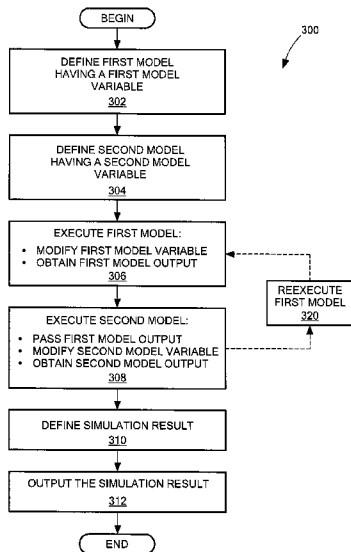 BEGIN
300
DEFINE FIRST MODEL
HAVING A FIRST MODEL
VARIABLE
302
DEFINE SECOND MODEL
HAVING A SECOND MODEL
VARIABLE
304
EXECUTE FIRST MODEL:
• MODIFY FIRST MODEL VARIABLE
• OBTAIN FIRST MODEL OUTPUT
306
REEXECUTE
FIRST MODEL
320
EXECUTE SECOND MODEL:
• PASS FIRST MODEL OUTPUT
• MODIFY SECOND MODEL VARIABLE
• OBTAIN SECOND MODEL OUTPUT
308
DEFINE SIMULATION RESULT
310
OUTPUT THE SIMULATION RESULT
312
END